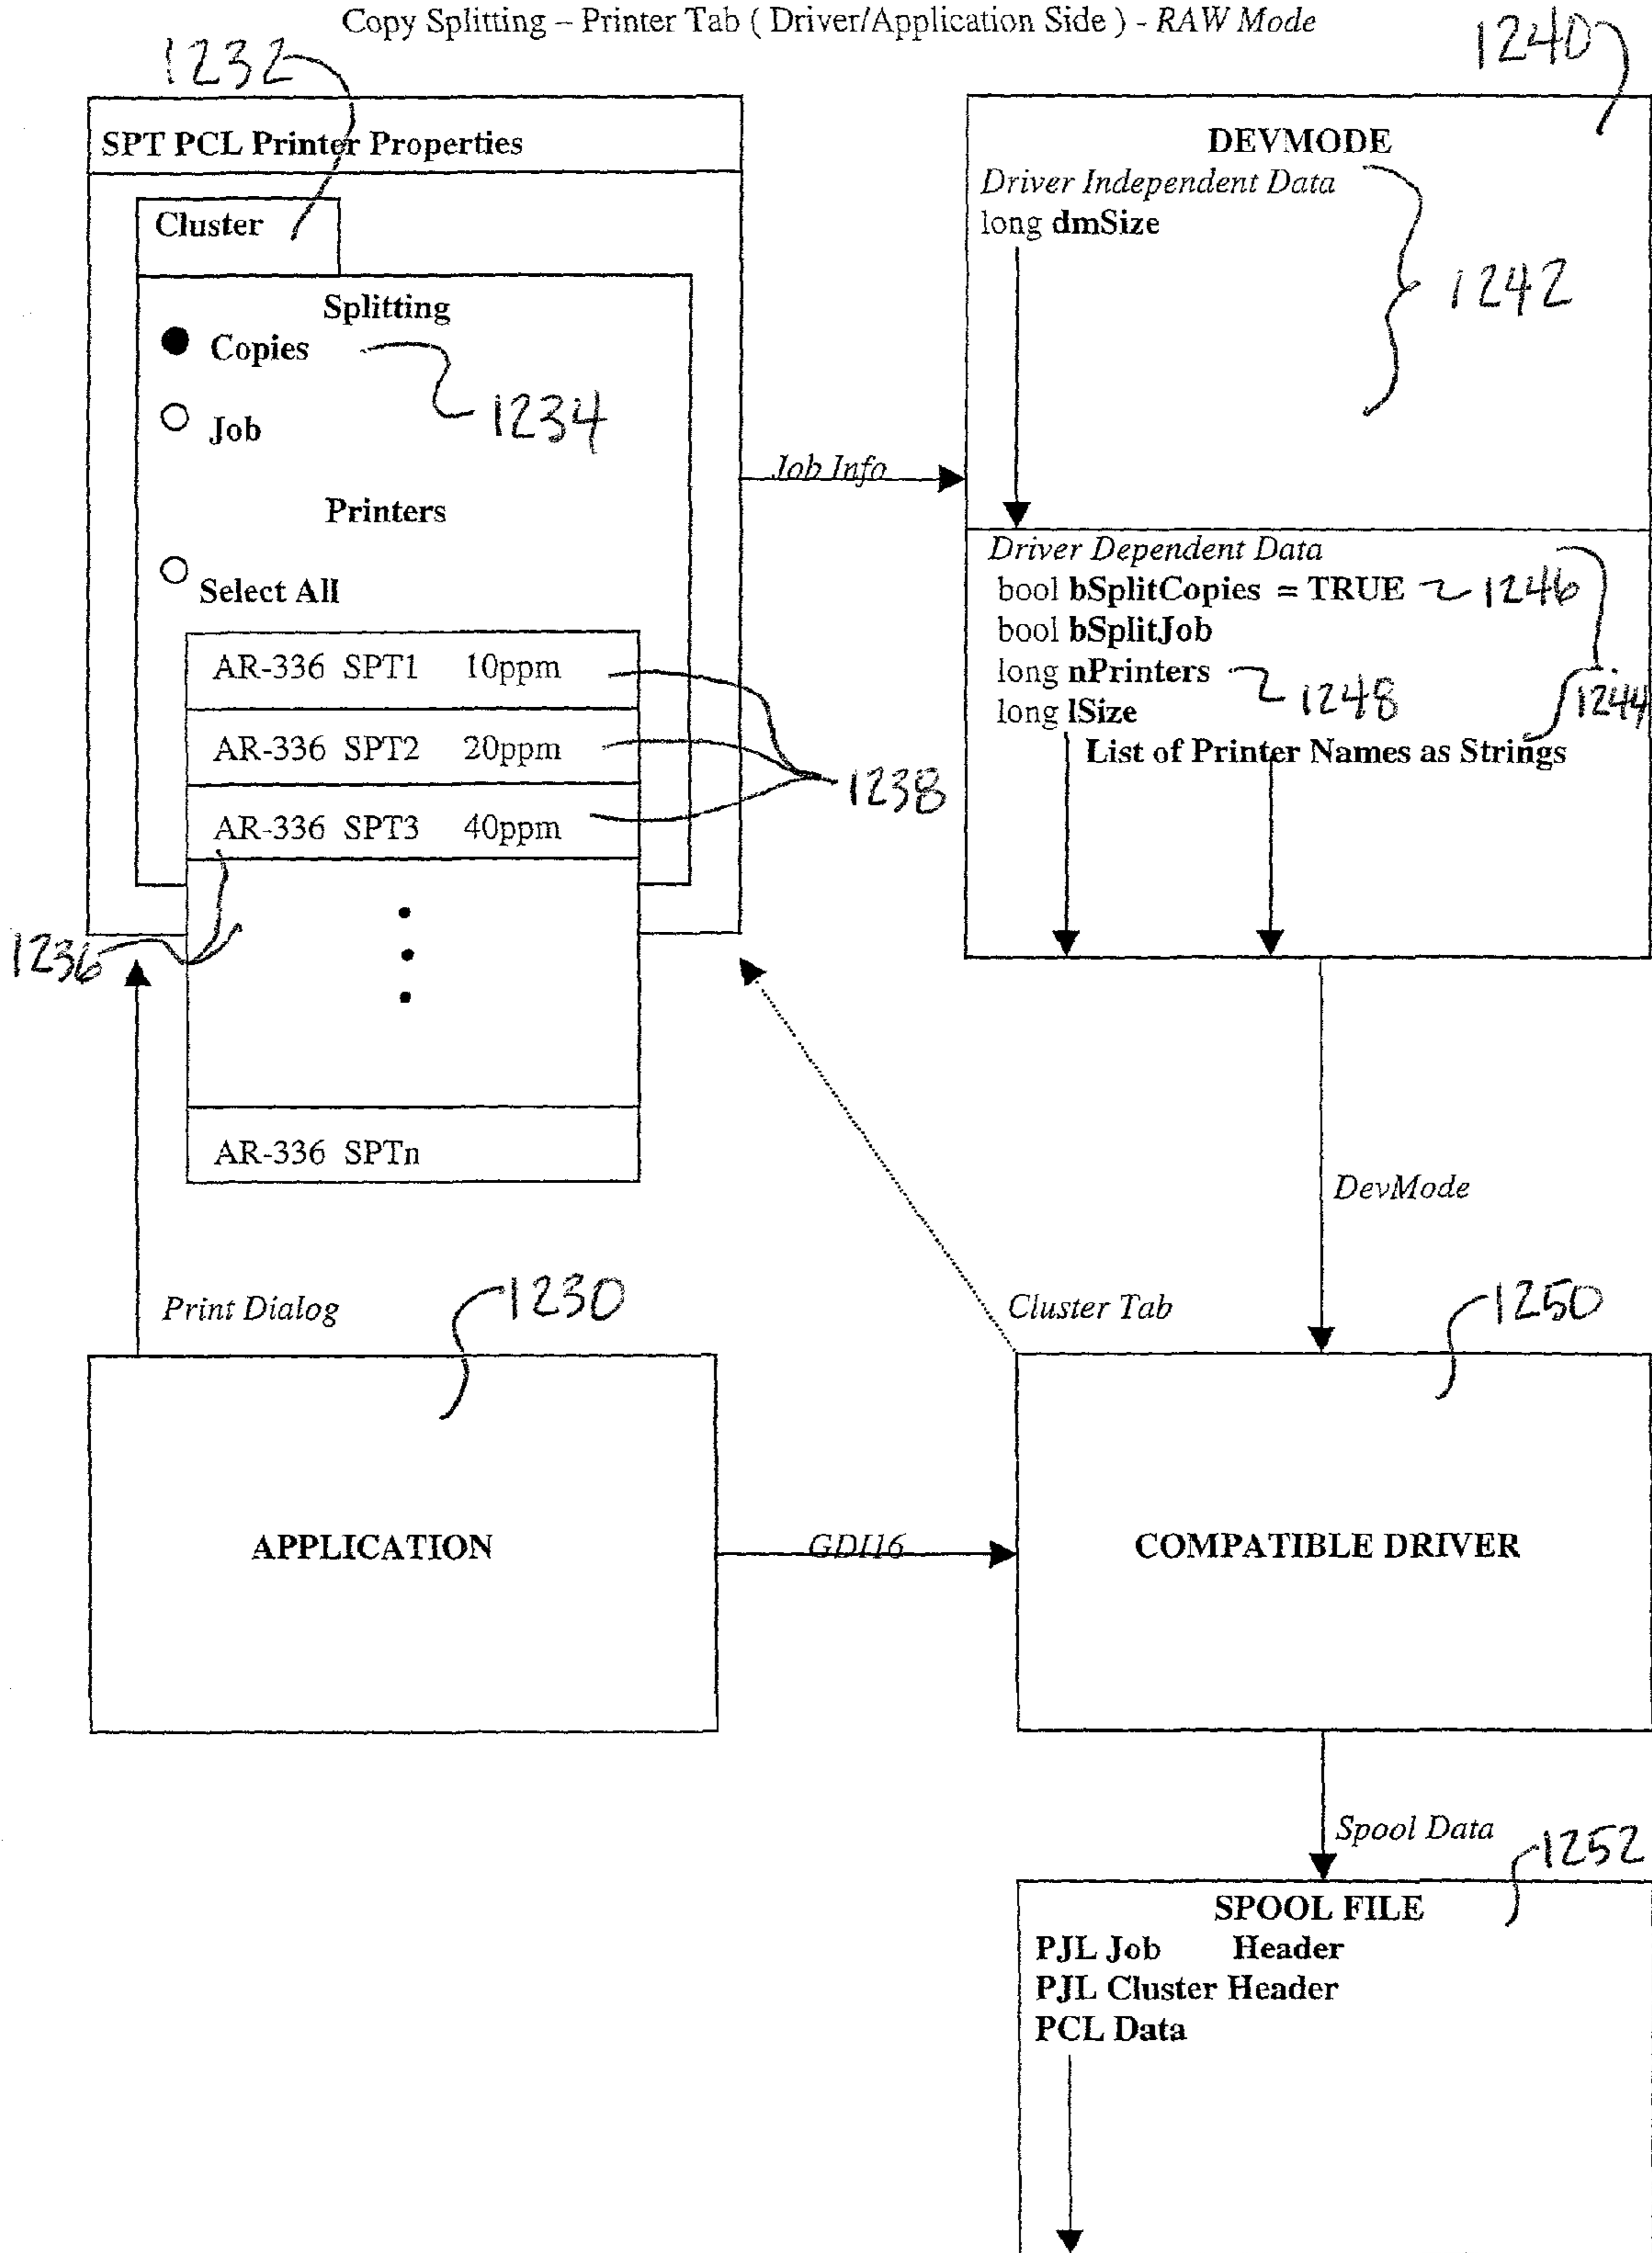 Copy Splitting – Printer Tab ( Driver/Application Side ) - RAW Mode
1232
1240
SPT PCL Printer Properties
Cluster
Splitting
Copies
1234
Job
Printers
Select All
AR-336 SPT1 10ppm
AR-336 SPT2 20ppm
AR-336 SPT3 40ppm
1238
1236
AR-336 SPTn
Job Info
DEVMODE
Driver Independent Data
long dmSize
1242
Driver Dependent Data
bool bSplitCopies = TRUE 1246
bool bSplitJob
long nPrinters 1248
long lSize 1244
List of Printer Names as Strings
DevMode
Print Dialog
1230
Cluster Tab
1250
APPLICATION
GDI16
COMPATIBLE DRIVER
Spool Data
1252
SPOOL FILE
PJL Job Header
PJL Cluster Header
PCL Data